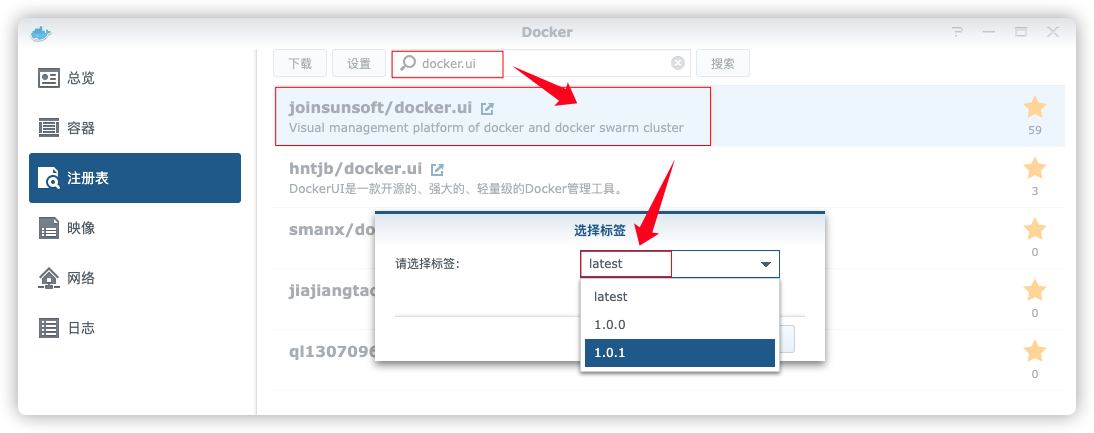 Docker
总览
容器
注册表
映像
网络
日志
下载
设置
docker.ui
搜索
joinsunsoft/docker.ui
Visual management platform of docker and docker swarm cluster
59
hntjb/docker.ui
DockerUI是一款开源的、强大的、轻量级的Docker管理工具。
3
smanx/do
0
jiajiangtao
0
ql1307096
0
选择标签
请选择标签:
latest
latest
1.0.0
1.0.1